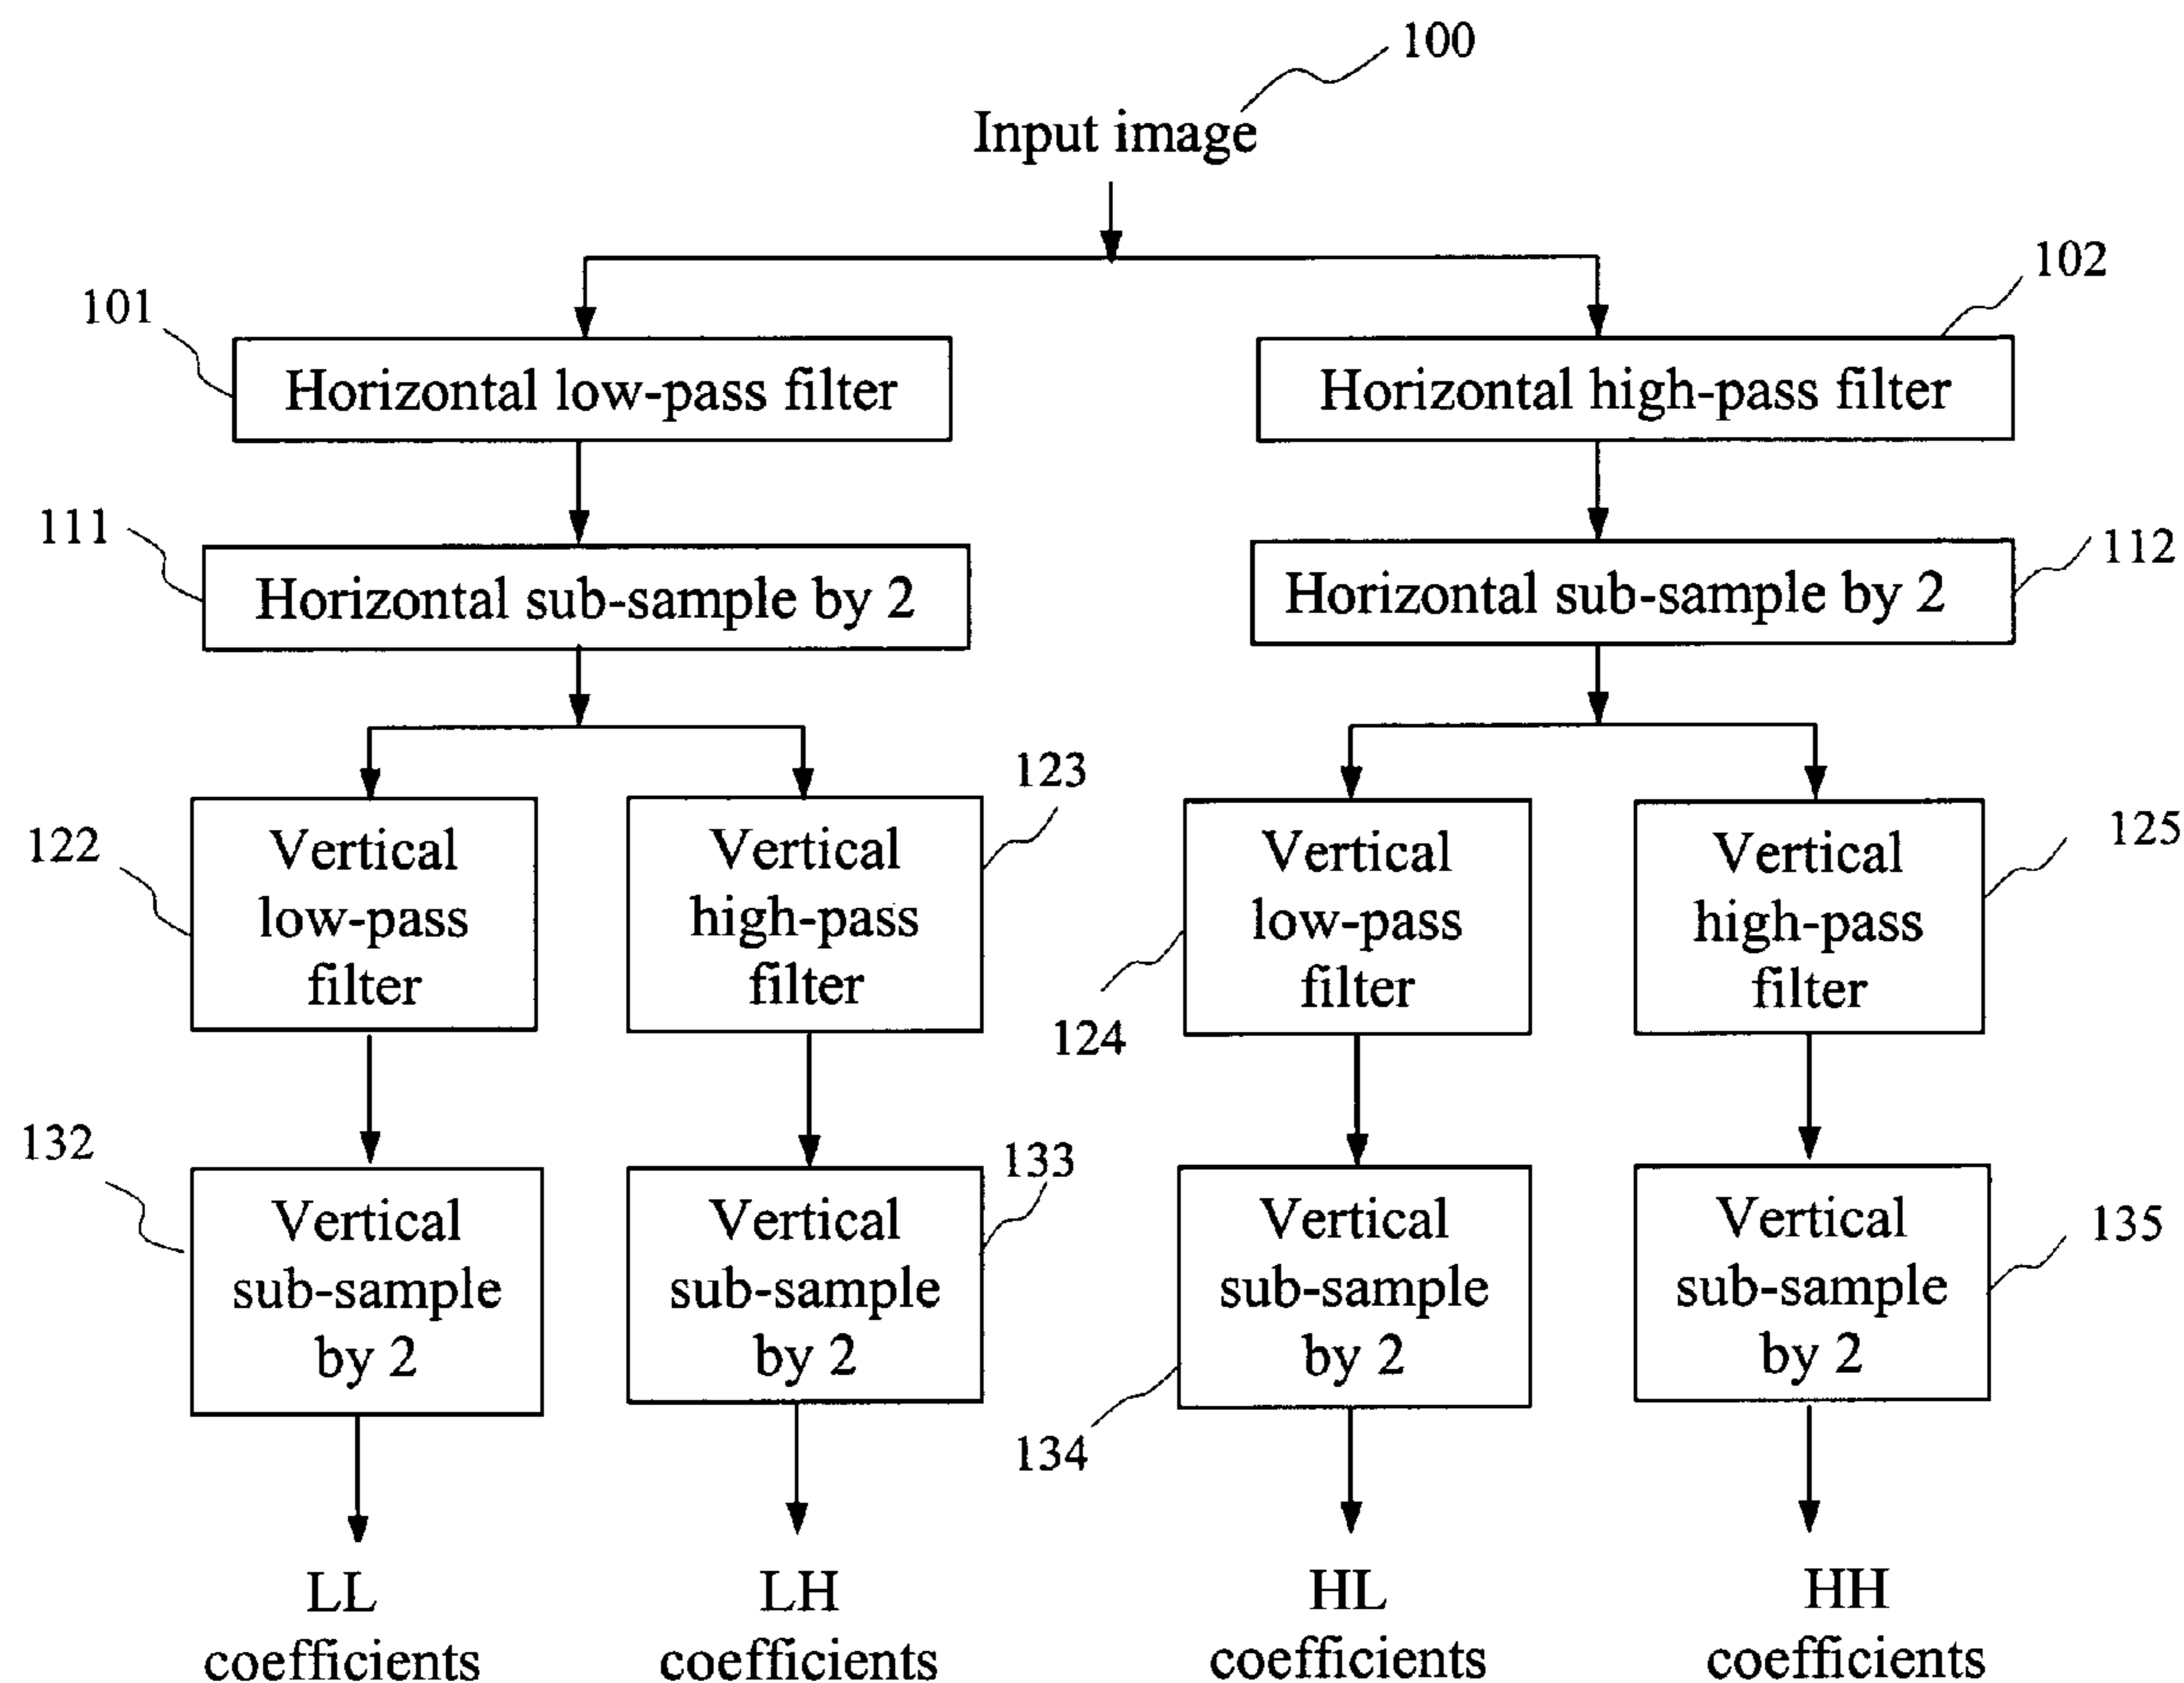 100
Input image
102
101
Horizontal low-pass filter
Horizontal high-pass filter
111
112
Horizontal sub-sample by 2
Horizontal sub-sample by 2
123
122
125
Vertical
low-pass
filter
Vertical
high-pass
filter
Vertical
low-pass
filter
Vertical
high-pass
filter
124
132
133
135
Vertical
sub-sample
by 2
Vertical
sub-sample
by 2
Vertical
sub-sample
by 2
Vertical
sub-sample
by 2
134
LL
coefficients
LH
coefficients
HL
coefficients
HH
coefficients